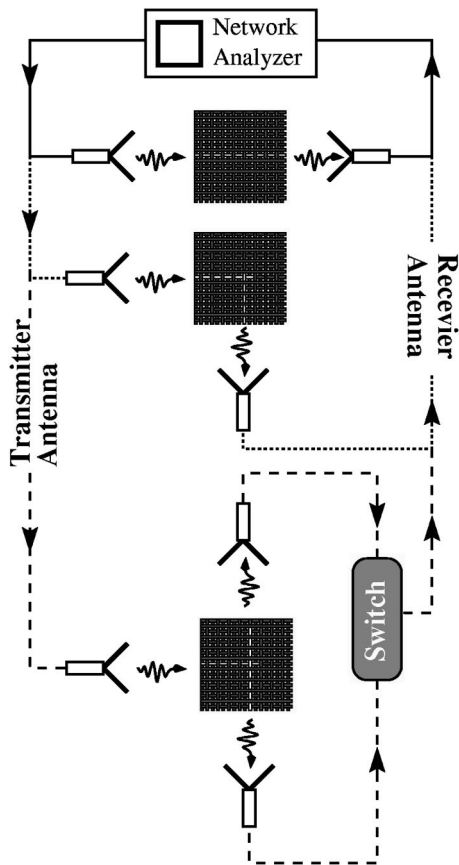 Network
Analyzer
Transmitter
Antenna
Recevier
Antenna
Switch